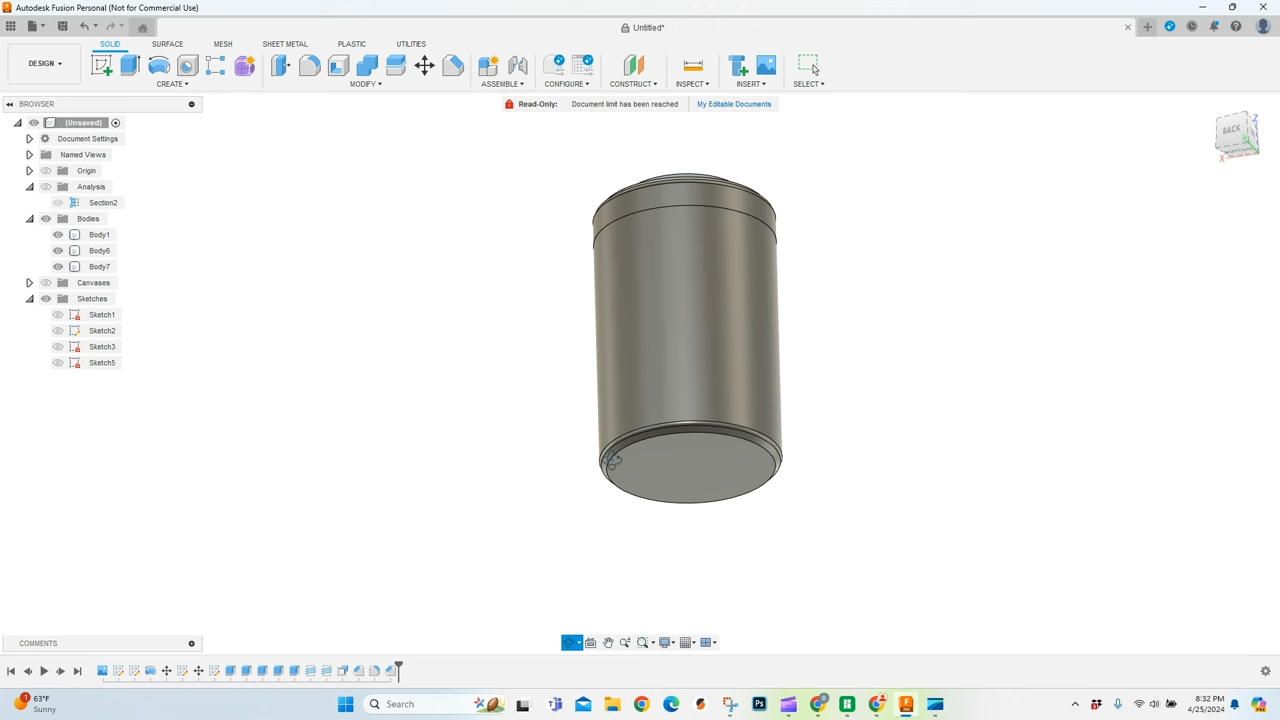 Autodesk Fusion Personal (Not for Commercial Use)
Untitled*
DESIGN
SOLID SURFACE MESH SHEET METAL PLASTIC UTILITIES
CREATE MODIFY ASSEMBLE CONFIGURE CONSTRUCT INSPECT INSERT SELECT
BROWSER
Read-Only: Document limit has been reached My Editable Documents
(Unsaved)
Document Settings
Named Views
Origin
Analysis
Section2
Bodies
Body1
Body6
Body7
Canvases
Sketches
Sketch1
Sketch2
Sketch3
Sketch5
BACK
Z
X
COMMENTS
1
63°F
Sunny
Search
8:32 PM
4/25/2024